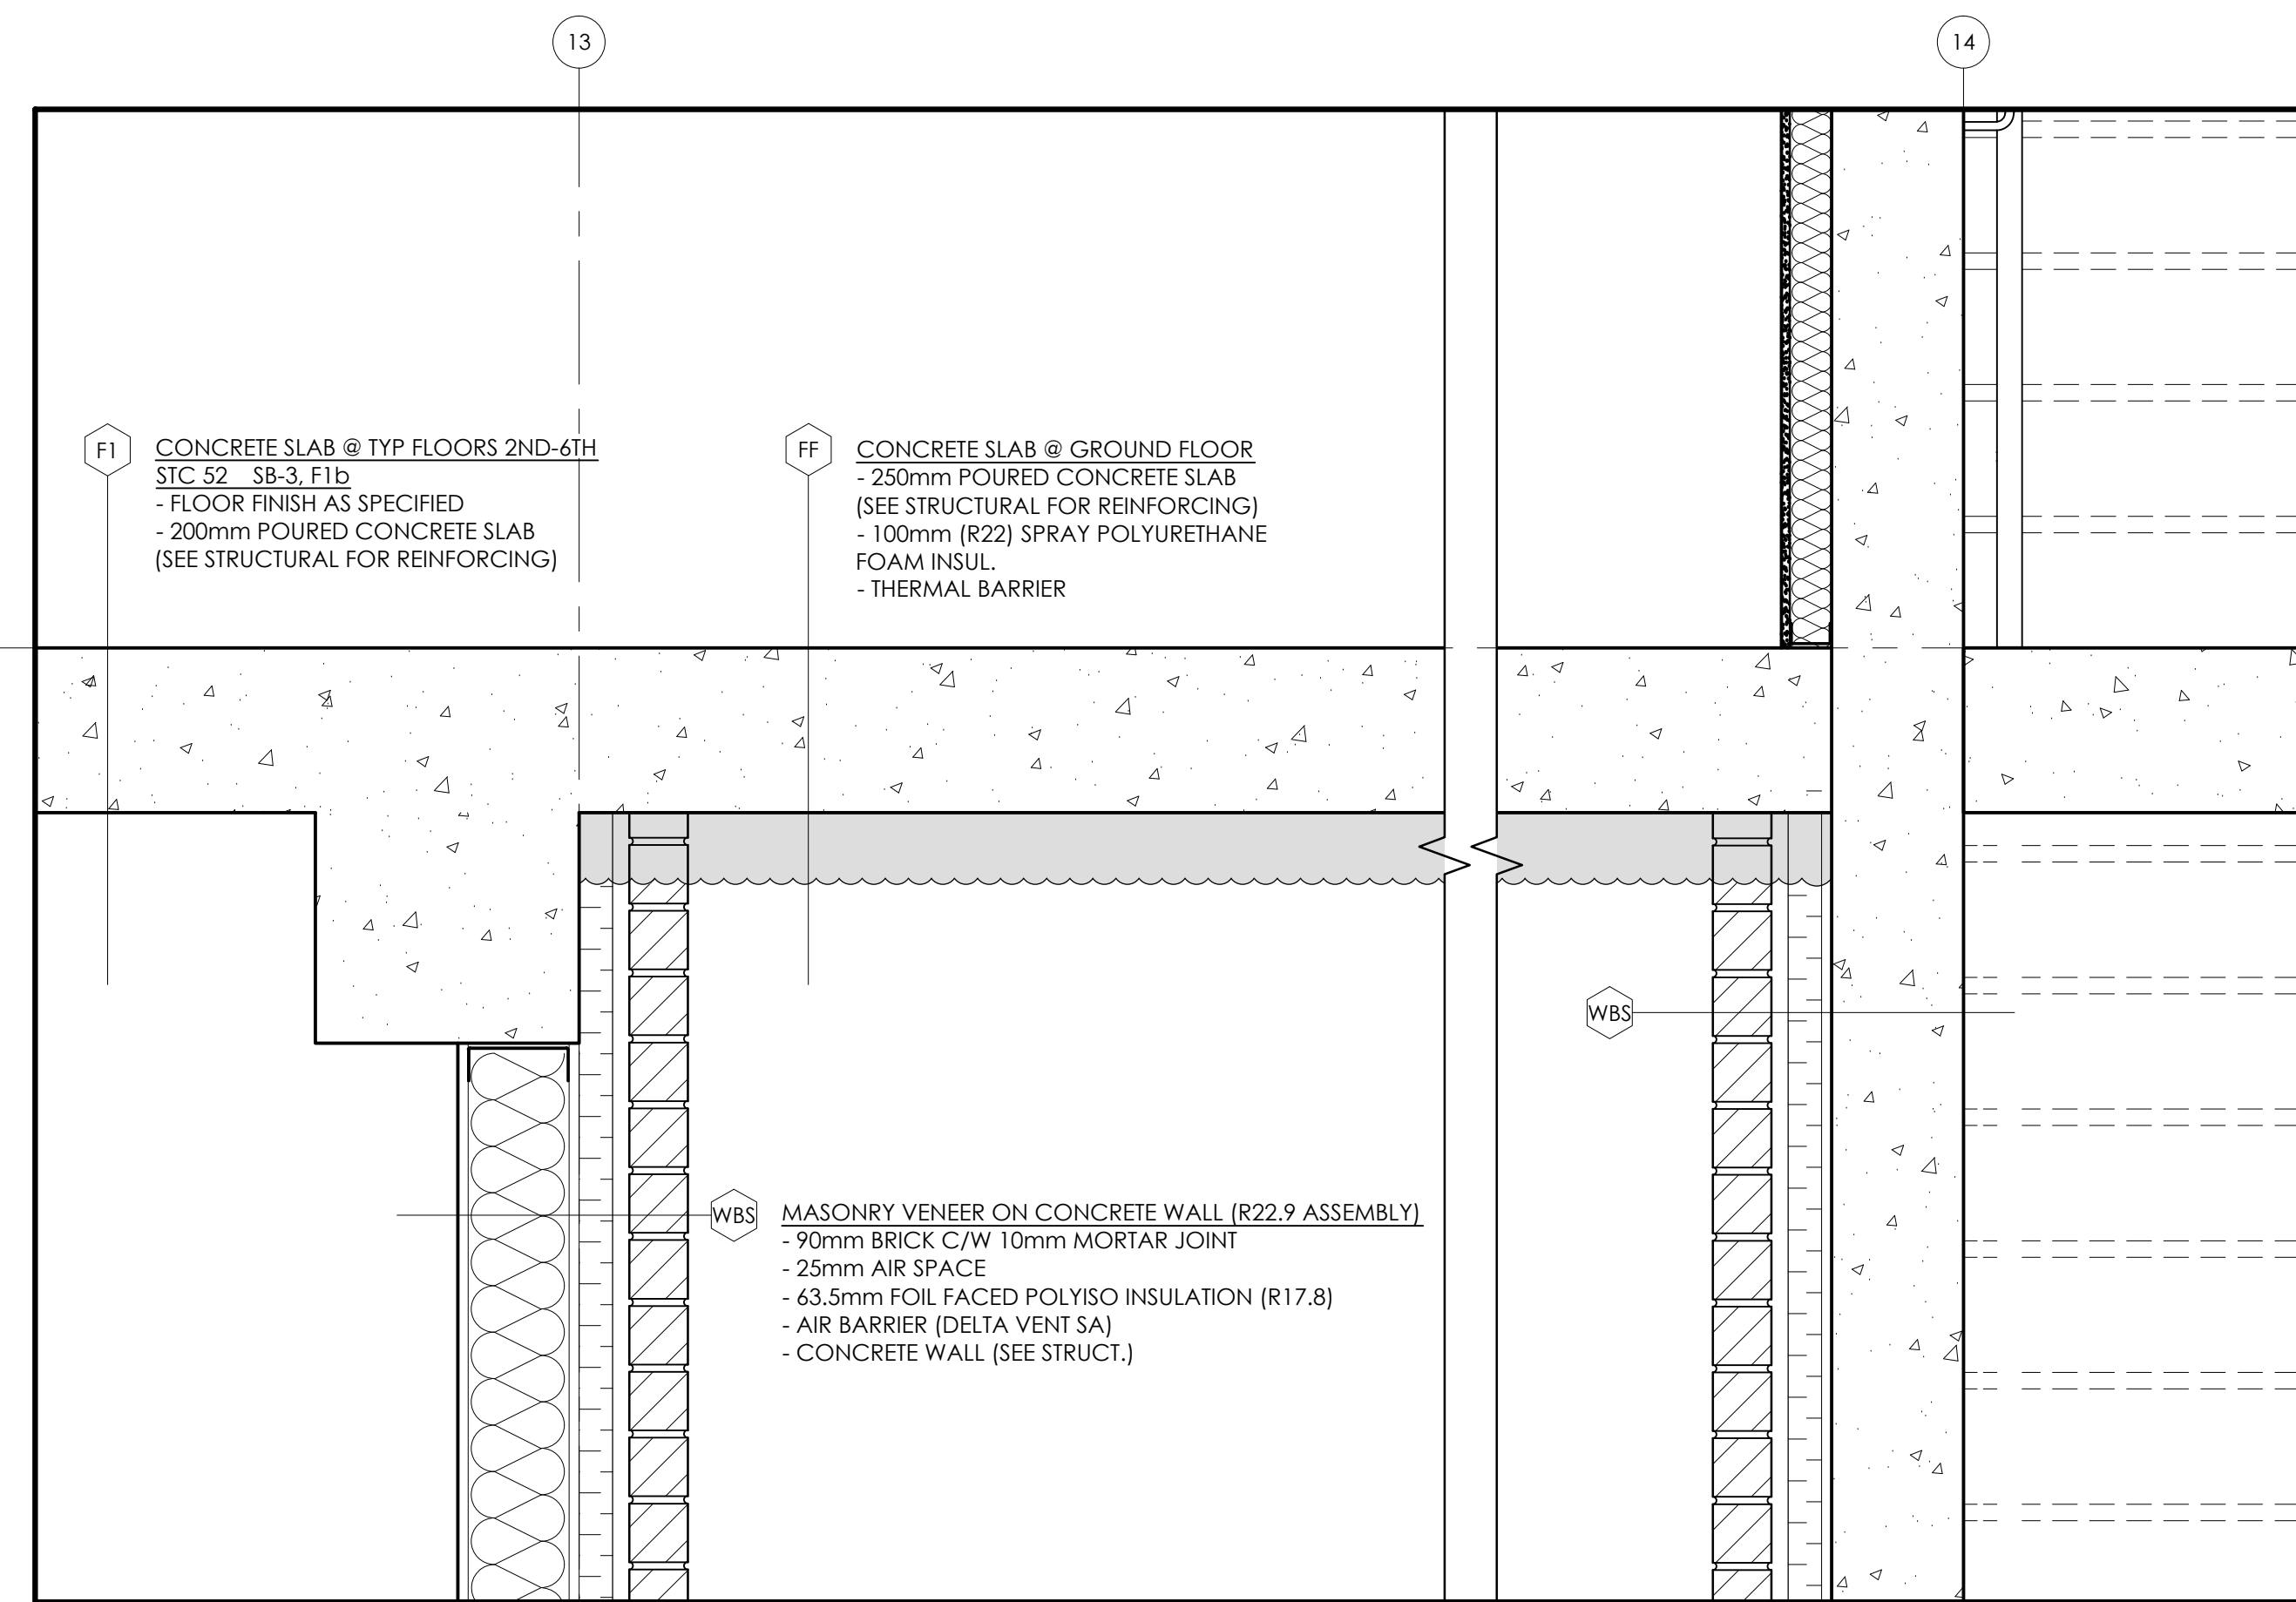 13
14
F1
CONCRETE SLAB @ TYP FLOORS 2ND-6TH
STC 52 SB-3, F1b
- FLOOR FINISH AS SPECIFIED
- 200mm POURED CONCRETE SLAB
(SEE STRUCTURAL FOR REINFORCING)
FF
CONCRETE SLAB @ GROUND FLOOR
- 250mm POURED CONCRETE SLAB
(SEE STRUCTURAL FOR REINFORCING)
- 100mm (R22) SPRAY POLYURETHANE
FOAM INSUL.
- THERMAL BARRIER
WBS
WBS
MASONRY VENEER ON CONCRETE WALL (R22.9 ASSEMBLY)
- 90mm BRICK C/W 10mm MORTAR JOINT
- 25mm AIR SPACE
- 63.5mm FOIL FACED POLYISO INSULATION (R17.8)
- AIR BARRIER (DELTA VENT SA)
- CONCRETE WALL (SEE STRUCT.)